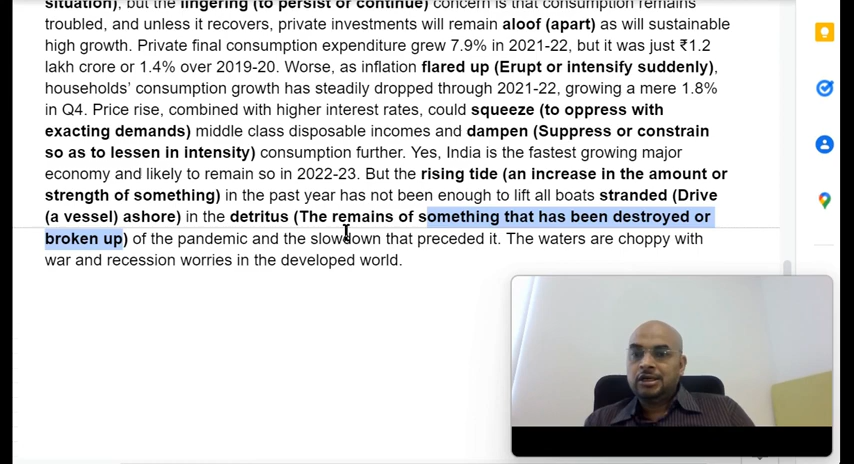 situation), but the lingering (to persist or continue) concern is that consumption remains
troubled, and unless it recovers, private investments will remain aloof (apart) as will sustainable
high growth. Private final consumption expenditure grew 7.9% in 2021-22, but it was just ₹1.2
lakh crore or 1.4% over 2019-20. Worse, as inflation flared up (Erupt or intensify suddenly),
households’ consumption growth has steadily dropped through 2021-22, growing a mere 1.8%
in Q4. Price rise, combined with higher interest rates, could squeeze (to oppress with
exacting demands) middle class disposable incomes and dampen (Suppress or constrain
so as to lessen in intensity) consumption further. Yes, India is the fastest growing major
economy and likely to remain so in 2022-23. But the rising tide (an increase in the amount or
strength of something) in the past year has not been enough to lift all boats stranded (Drive
(a vessel) ashore) in the detritus (The remains of something that has been destroyed or
broken up) of the pandemic and the slowdown that preceded it. The waters are choppy with
war and recession worries in the developed world.